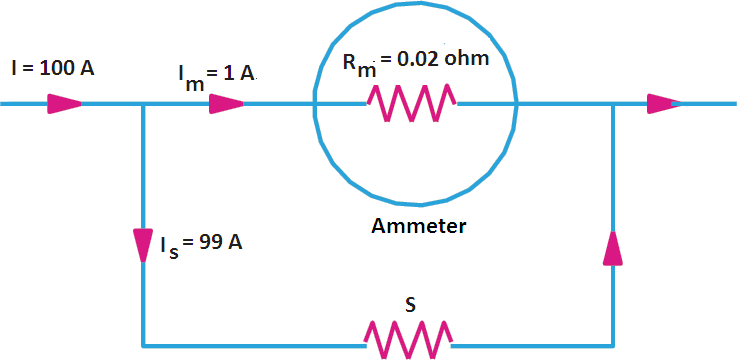 I = 100 A
Im = 1 A
Rm = 0.02 ohm
Ammeter
Is = 99 A
S